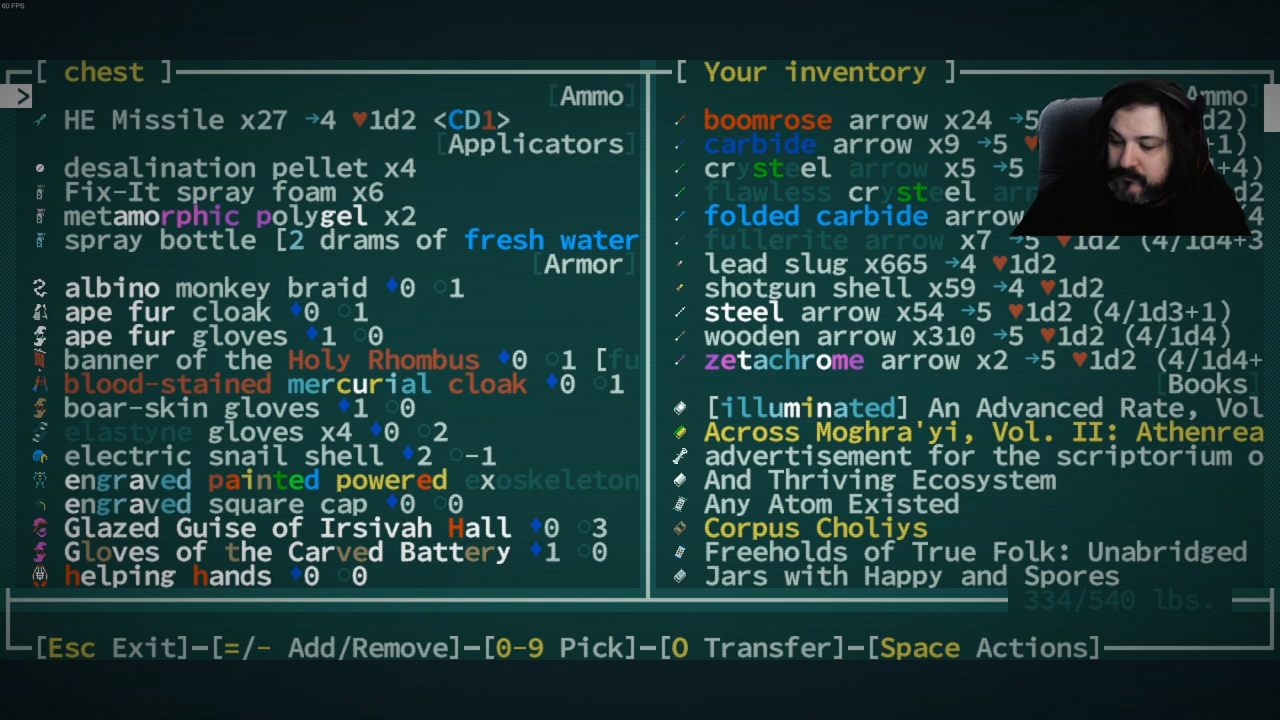 60 FPS
[ chest ]
>
[Ammo]
HE Missile x27 →4 ♥1d2 <CD1>
[Applicators]
desalination pellet x4
Fix-It spray foam x6
metamorphic polygel x2
spray bottle [2 drams of fresh water
[Armor]
albino monkey braid ♦0 ○1
ape fur cloak ♦0 ○1
ape fur gloves ♦1 ○0
banner of the Holy Rhombus ♦0 ○1 [fu
blood-stained mercurial cloak ♦0 ○1
boar-skin gloves ♦1 ○0
elastyne gloves x4 ♦0 ○2
electric snail shell ♦2 ○-1
engraved painted powered exoskeleton
engraved square cap ♦0 ○0
Glazed Guise of Irsivah Hall ♦0 ○3
Gloves of the Carved Battery ♦1 ○0
helping hands ♦0 ○0
[ Your inventory ]
Ammo
boomrose arrow x24 →5 d2)
carbide arrow x9 →5 +1)
crysteel arrow x5 →5 +4)
flawless crysteel arr d2
folded carbide arrow /4
fullerite arrow x7 →5 ♥1d2 (4/1d4+3
lead slug x665 →4 ♥1d2
shotgun shell x59 →4 ♥1d2
steel arrow x54 →5 ♥1d2 (4/1d3+1)
wooden arrow x310 →5 ♥1d2 (4/1d4)
zetachrome arrow x2 →5 ♥1d2 (4/1d4+
[Books]
[illuminated] An Advanced Rate, Vol
Across Moghra'yi, Vol. II: Athenrea
advertisement for the scriptorium o
And Thriving Ecosystem
Any Atom Existed
Corpus Choliys
Freeholds of True Folk: Unabridged
Jars with Happy and Spores
334/540 lbs.
[Esc Exit]—[=/- Add/Remove]—[0-9 Pick]—[O Transfer]—[Space Actions]